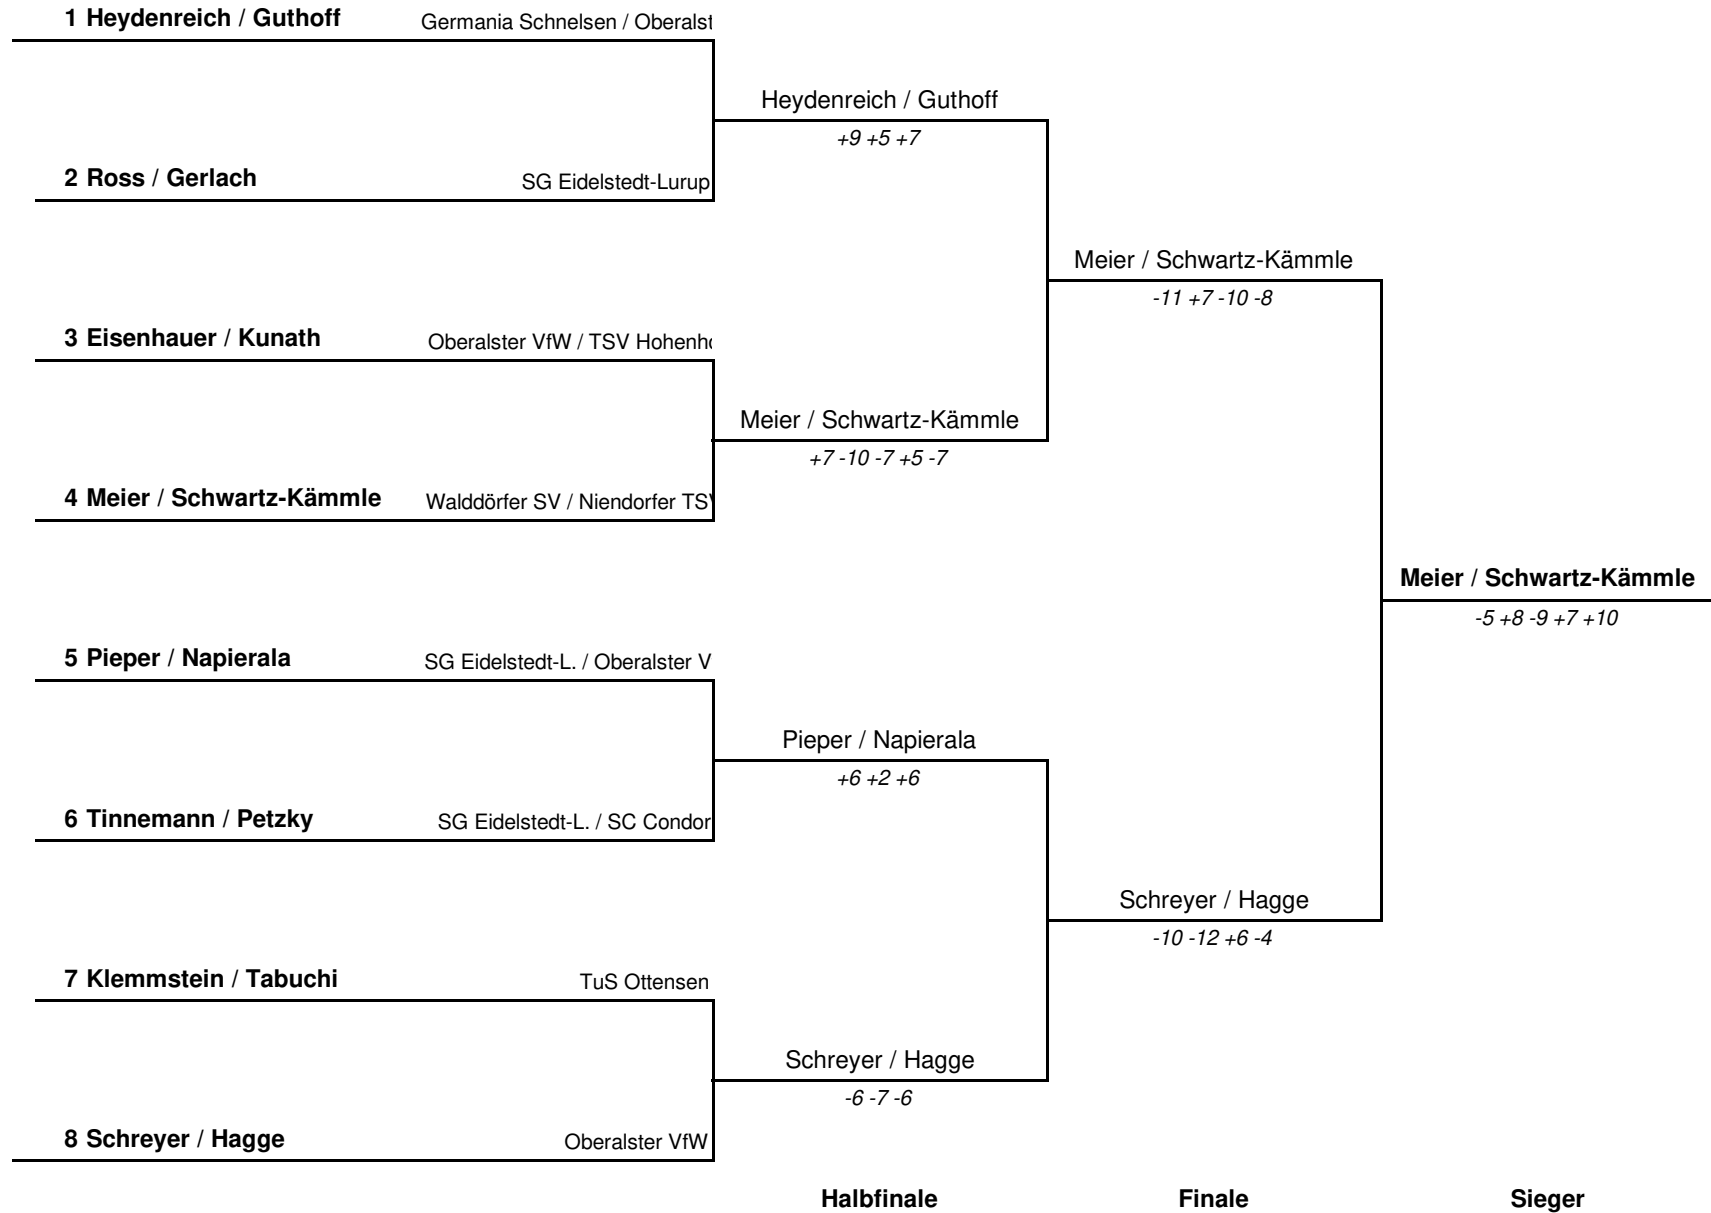 1 Heydenreich / Guthoff Germania Schnelsen / Oberalst
Heydenreich / Guthoff
+9 +5 +7
2 Ross / Gerlach SG Eidelstedt-Lurup
Meier / Schwartz-Kämmle
-11 +7 -10 -8
3 Eisenhauer / Kunath Oberalster VfW / TSV Hohenho
Meier / Schwartz-Kämmle
+7 -10 -7 +5 -7
4 Meier / Schwartz-Kämmle Walddörfer SV / Niendorfer TSV
Meier / Schwartz-Kämmle
-5 +8 -9 +7 +10
5 Pieper / Napierala SG Eidelstedt-L. / Oberalster V
Pieper / Napierala
+6 +2 +6
6 Tinnemann / Petzky SG Eidelstedt-L. / SC Condor
Schreyer / Hagge
-10 -12 +6 -4
7 Klemmstein / Tabuchi TuS Ottensen
Schreyer / Hagge
-6 -7 -6
8 Schreyer / Hagge Oberalster VfW
Halbfinale Finale Sieger